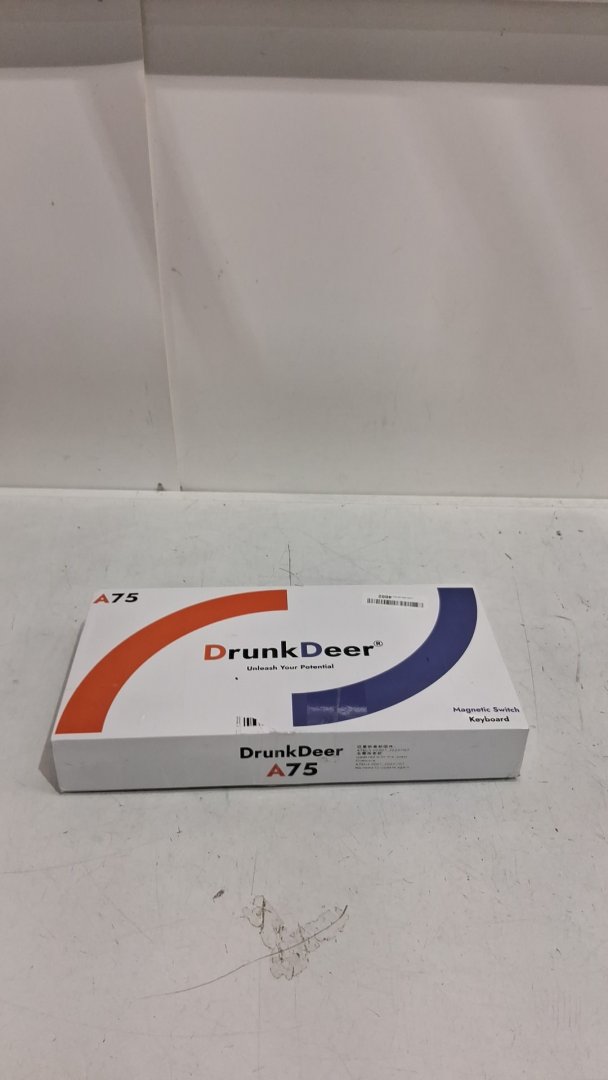 A75
DrunkDeer®
Unleash Your Potential
Magnetic Switch
Keyboard
DrunkDeer
A75